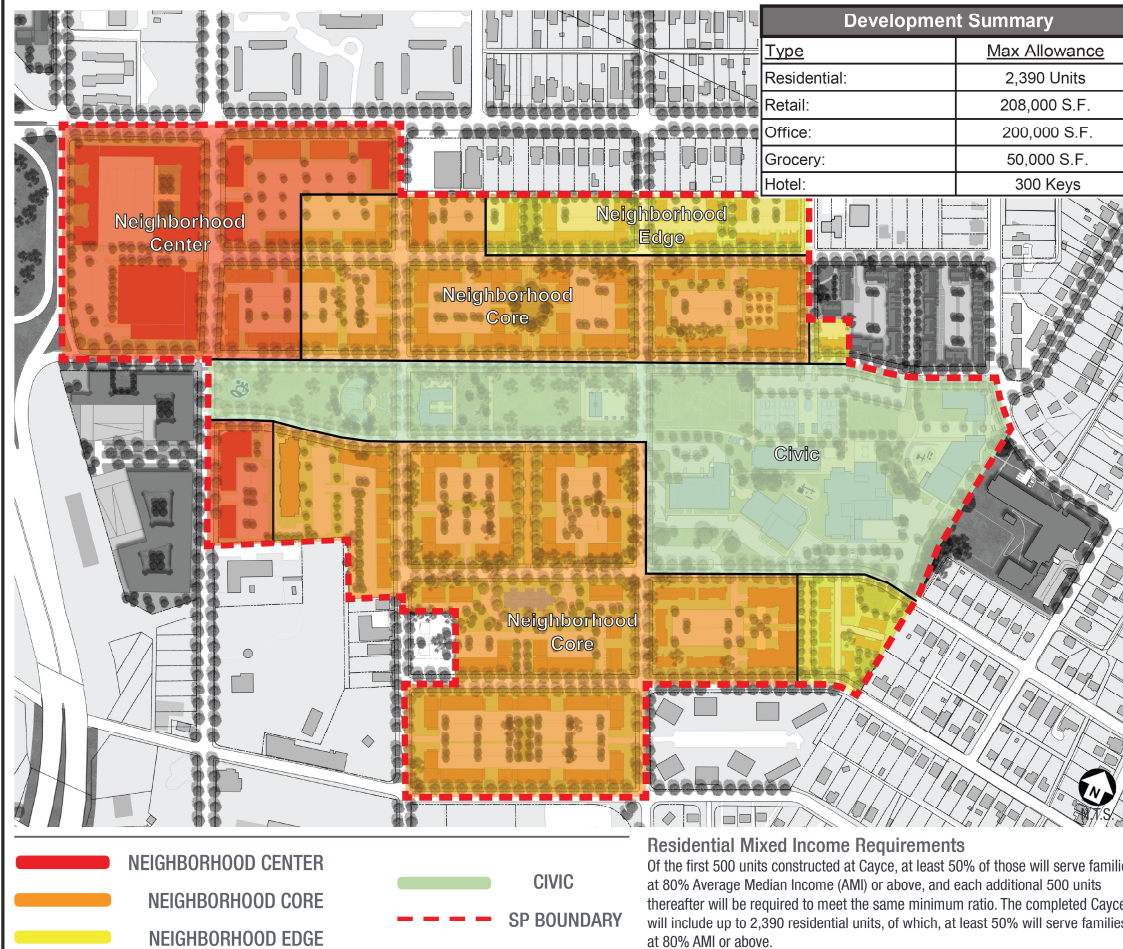 Development Summary
Type Max Allowance
Residential: 2,390 Units
Retail: 208,000 S.F.
Office: 200,000 S.F.
Grocery: 50,000 S.F.
Hotel: 300 Keys
Neighborhood
Center
Neighborhood
Edge
Neighborhood
Core
Civic
Neighborhood
Core
N
N.T.S.
NEIGHBORHOOD CENTER
NEIGHBORHOOD CORE
NEIGHBORHOOD EDGE
CIVIC
SP BOUNDARY
Residential Mixed Income Requirements
Of the first 500 units constructed at Cayce, at least 50% of those will serve familie
at 80% Average Median Income (AMI) or above, and each additional 500 units
thereafter will be required to meet the same minimum ratio. The completed Cayce
will include up to 2,390 residential units, of which, at least 50% will serve families
at 80% AMI or above.